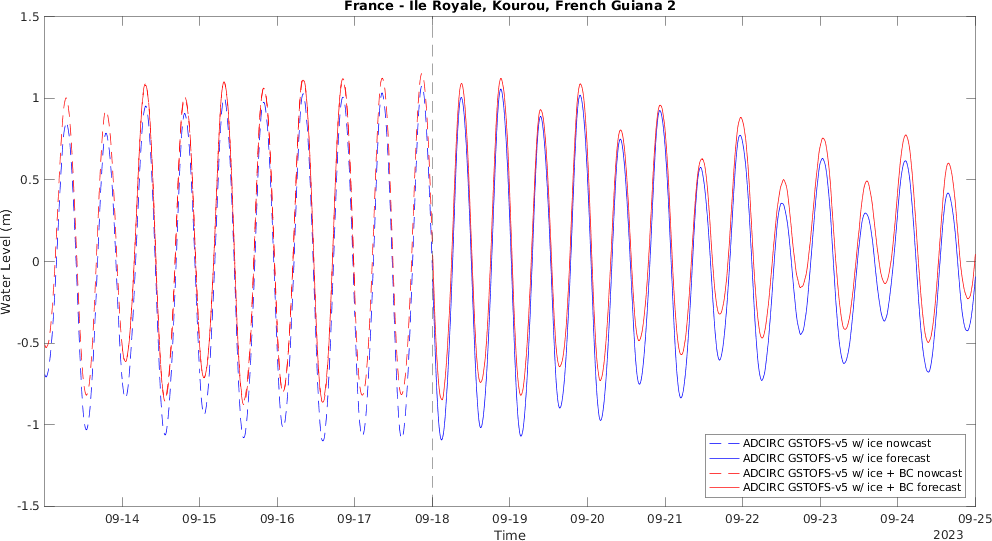 France - Ile Royale, Kourou, French Guiana 2
1.5
1
0.5
0
-0.5
-1
-1.5
Water Level (m)
09-14 09-15 09-16 09-17 09-18 09-19 09-20 09-21 09-22 09-23 09-24 09-25
Time
2023
ADCIRC GSTOFS-v5 w/ ice nowcast
ADCIRC GSTOFS-v5 w/ ice forecast
ADCIRC GSTOFS-v5 w/ ice + BC nowcast
ADCIRC GSTOFS-v5 w/ ice + BC forecast